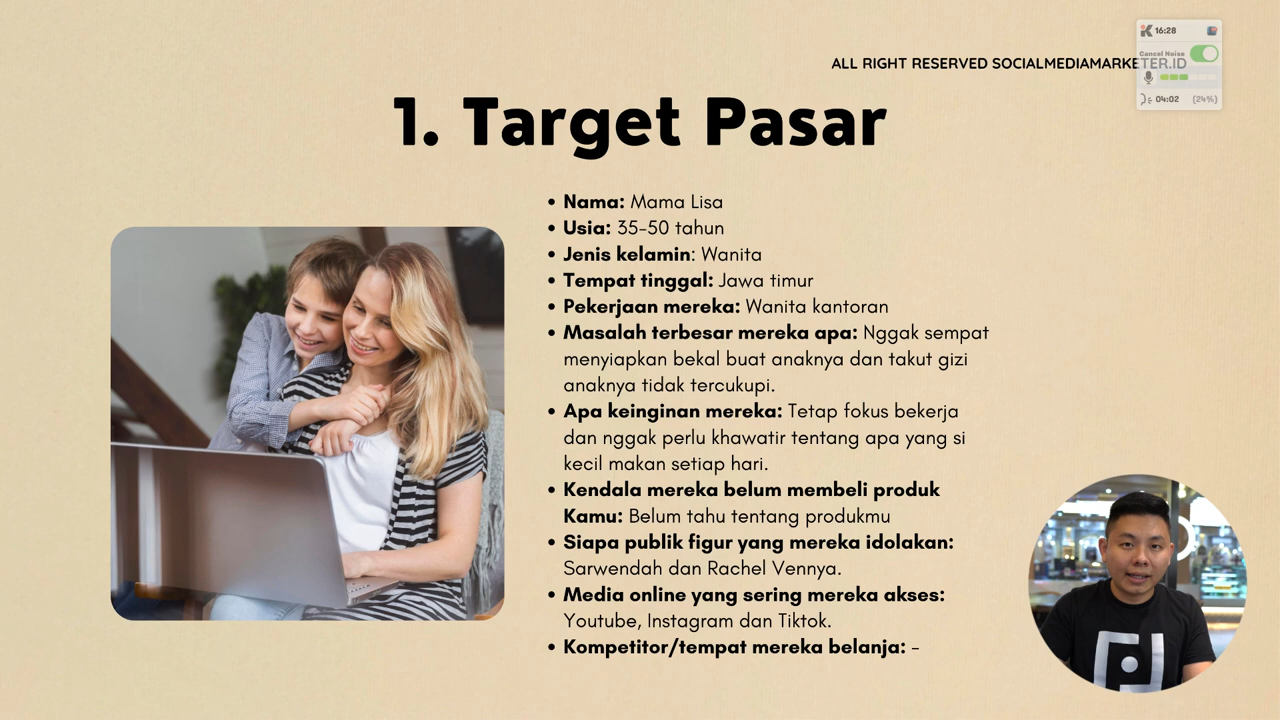 16:28
Cancel Noise
04:02 (24%)
ALL RIGHT RESERVED SOCIALMEDIAMARKETER.ID
1. Target Pasar
• Nama: Mama Lisa
• Usia: 35-50 tahun
• Jenis kelamin: Wanita
• Tempat tinggal: Jawa timur
• Pekerjaan mereka: Wanita kantoran
• Masalah terbesar mereka apa: Nggak sempat
menyiapkan bekal buat anaknya dan takut gizi
anaknya tidak tercukupi.
• Apa keinginan mereka: Tetap fokus bekerja
dan nggak perlu khawatir tentang apa yang si
kecil makan setiap hari.
• Kendala mereka belum membeli produk
Kamu: Belum tahu tentang produkmu
• Siapa publik figur yang mereka idolakan:
Sarwendah dan Rachel Vennya.
• Media online yang sering mereka akses:
Youtube, Instagram dan Tiktok.
• Kompetitor/tempat mereka belanja: -